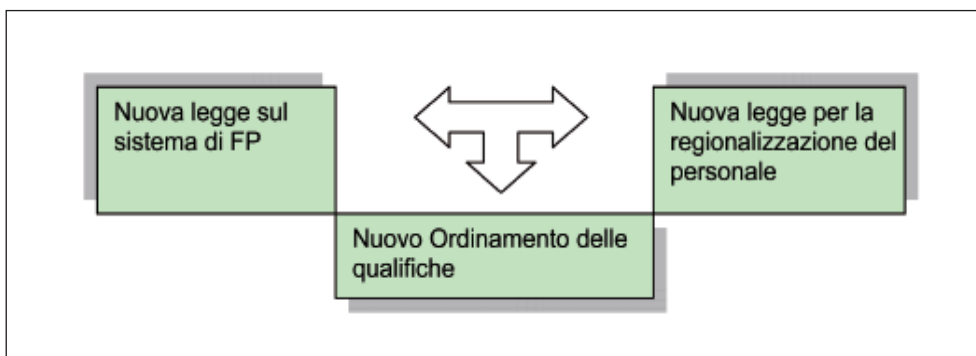 Nuova legge sul
sistema di FP
Nuova legge per la
regionalizzazione del
personale
Nuovo Ordinamento delle
qualifiche